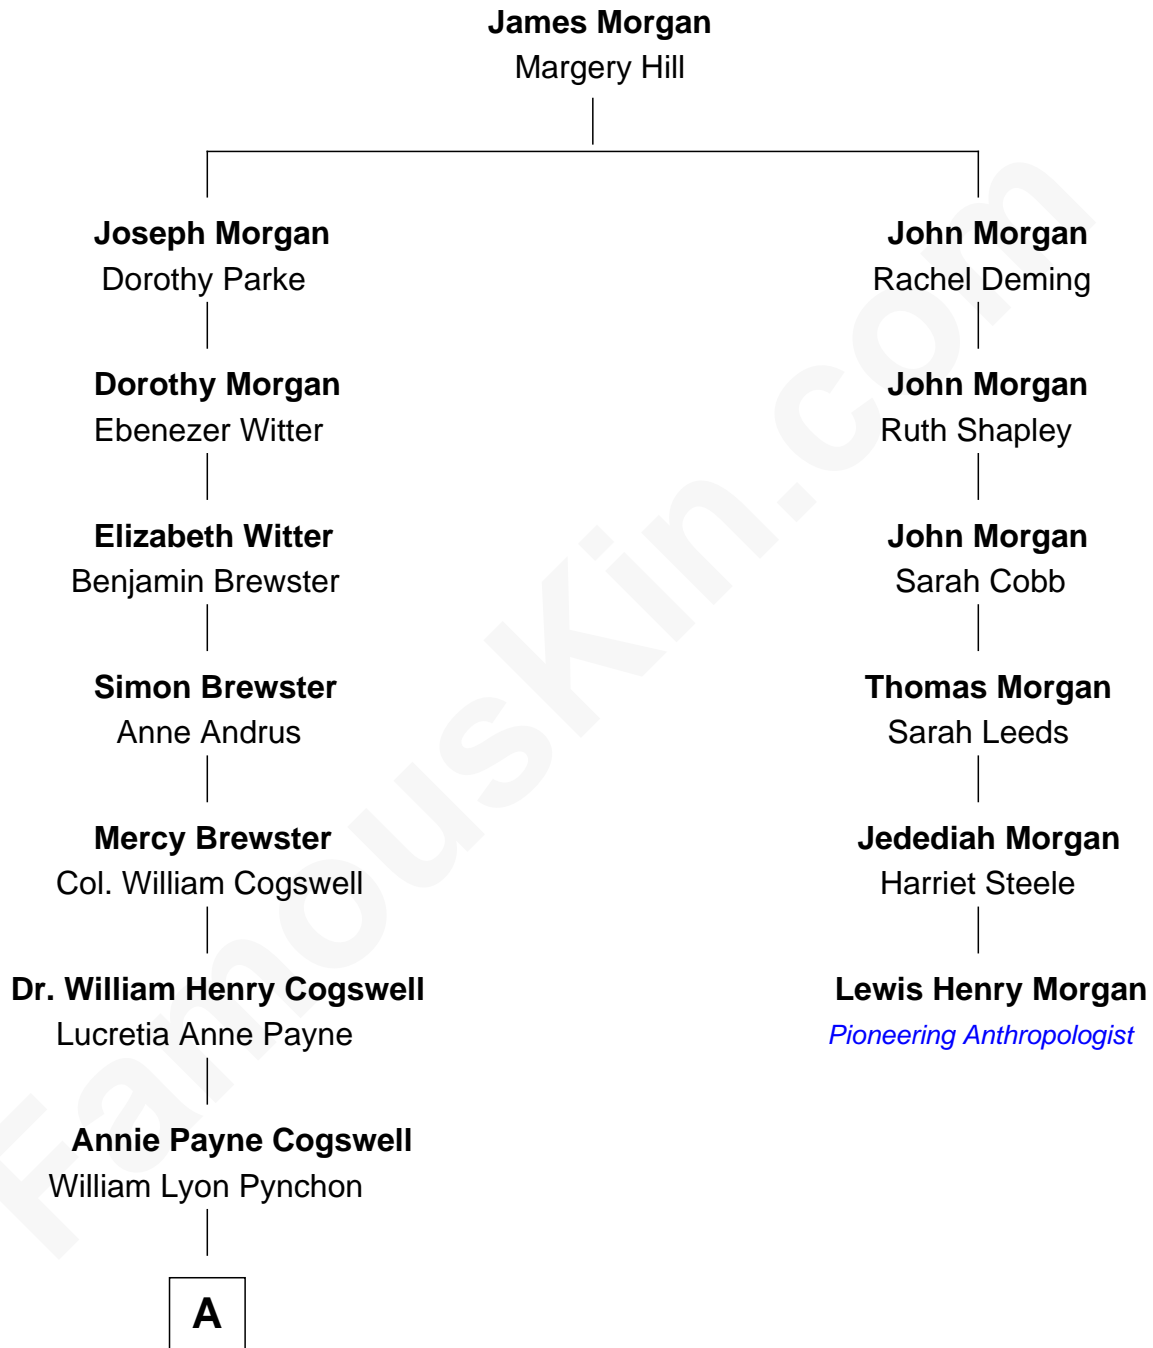 James Morgan
Margery Hill
Joseph Morgan
Dorothy Parke
John Morgan
Rachel Deming
Dorothy Morgan
Ebenezer Witter
John Morgan
Ruth Shapley
Elizabeth Witter
Benjamin Brewster
John Morgan
Sarah Cobb
Simon Brewster
Anne Andrus
Thomas Morgan
Sarah Leeds
Mercy Brewster
Col. William Cogswell
Jedediah Morgan
Harriet Steele
Dr. William Henry Cogswell
Lucretia Anne Payne
Lewis Henry Morgan
Pioneering Anthropologist
Annie Payne Cogswell
William Lyon Pynchon
A
FamousKin.com